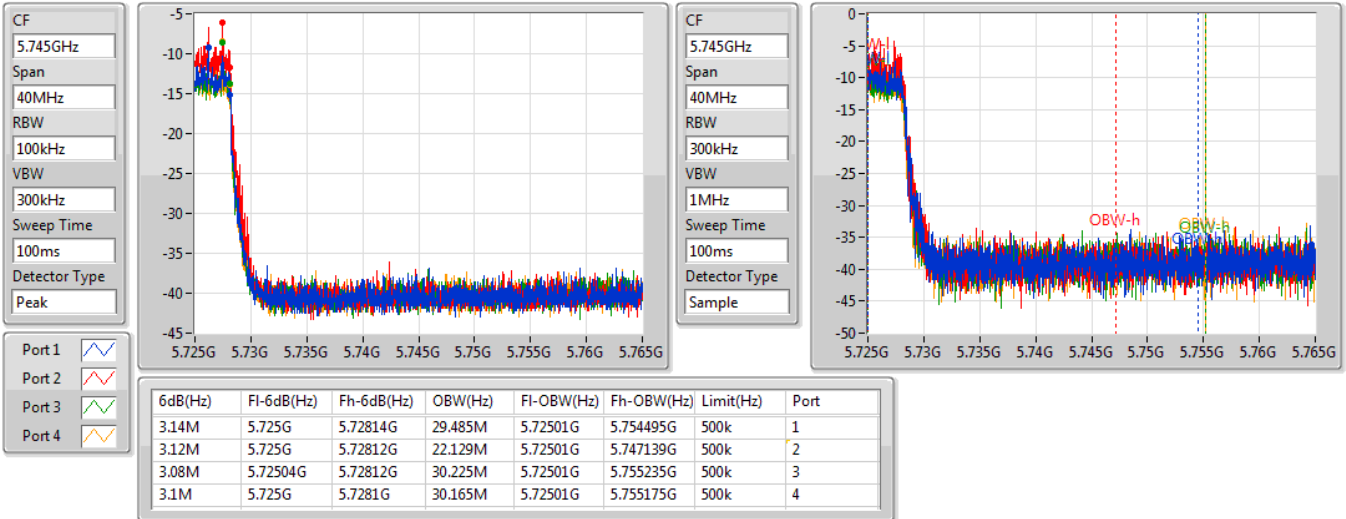 CF
5.745GHz
Span
40MHz
RBW
100kHz
VBW
300kHz
Sweep Time
100ms
Detector Type
Peak
-5
-10
-15
-20
-25
-30
-35
-40
-45
5.725G 5.73G 5.735G 5.74G 5.745G 5.75G 5.755G 5.76G 5.765G
CF
5.745GHz
Span
40MHz
RBW
300kHz
VBW
1MHz
Sweep Time
100ms
Detector Type
Sample
0
-5
-10
-15
-20
-25
-30
-35
-40
-45
-50
OBW-h
OBW-h
5.725G 5.73G 5.735G 5.74G 5.745G 5.75G 5.755G 5.76G 5.765G
Port 1
Port 2
Port 3
Port 4
6dB(Hz) Fl-6dB(Hz) Fh-6dB(Hz) OBW(Hz) Fl-OBW(Hz) Fh-OBW(Hz) Limit(Hz) Port
3.14M 5.725G 5.72814G 29.485M 5.72501G 5.754495G 500k 1
3.12M 5.725G 5.72812G 22.129M 5.72501G 5.747139G 500k 2
3.08M 5.72504G 5.72812G 30.225M 5.72501G 5.755235G 500k 3
3.1M 5.725G 5.7281G 30.165M 5.72501G 5.755175G 500k 4